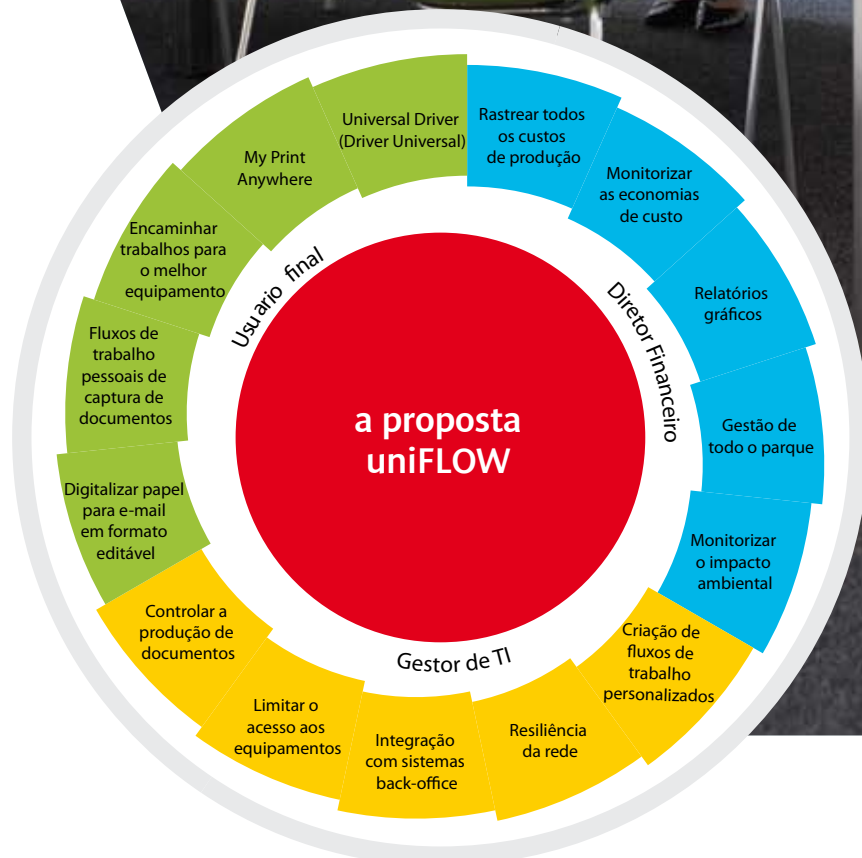 a proposta
uniFLOW
Diretor Financeiro
Rastrear todos
os custos
de produção
Monitorizar
as economias
de custo
Relatórios
gráficos
Gestão de
todo o parque
Monitorizar
o impacto
ambiental
Gestor de TI
Criação de
fluxos de
trabalho
personalizados
Resiliência
da rede
Integração
com sistemas
back-office
Limitar o
acesso aos
equipamentos
Controlar a
produção de
documentos
Usuario final
Digitalizar papel
para e-mail
em formato
editável
Fluxos de
trabalho
pessoais de
captura de
documentos
Encaminhar
trabalhos para
o melhor
equipamento
My Print
Anywhere
Universal Driver
(Driver Universal)